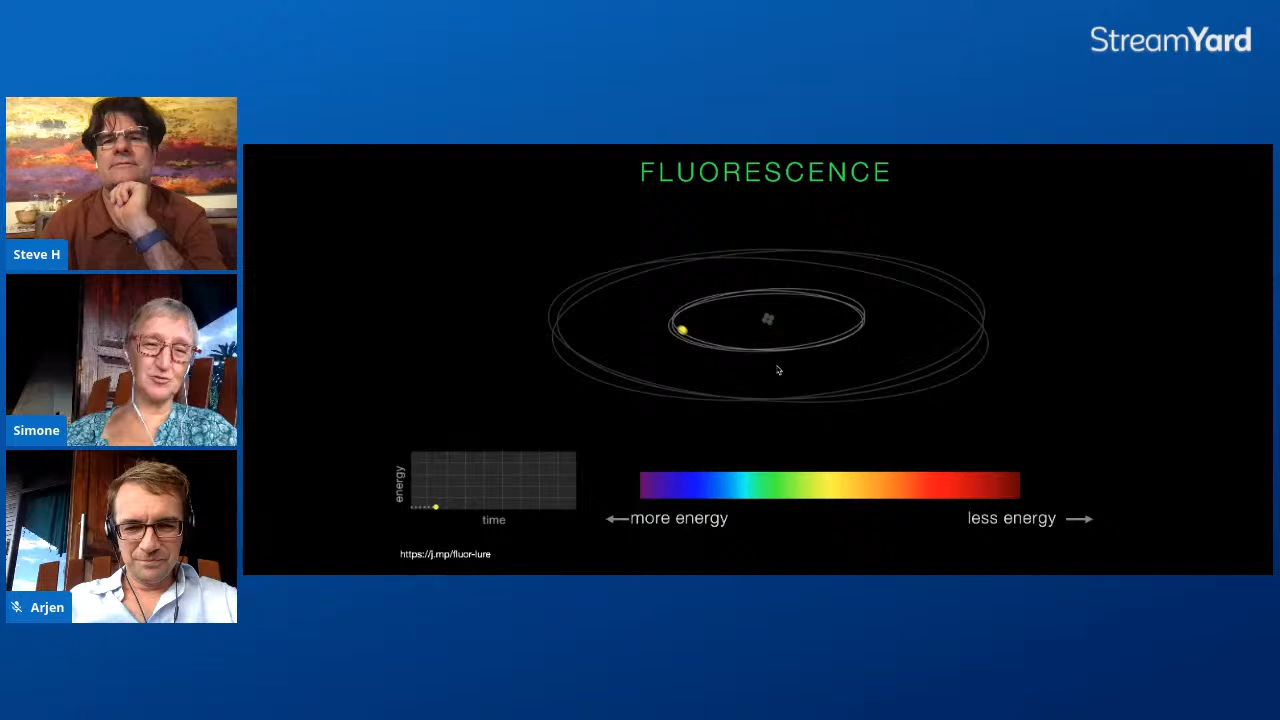 StreamYard
Steve H
Simone
Arjen
FLUORESCENCE
energy
time
more energy
less energy
https://j.mp/fluor-lure